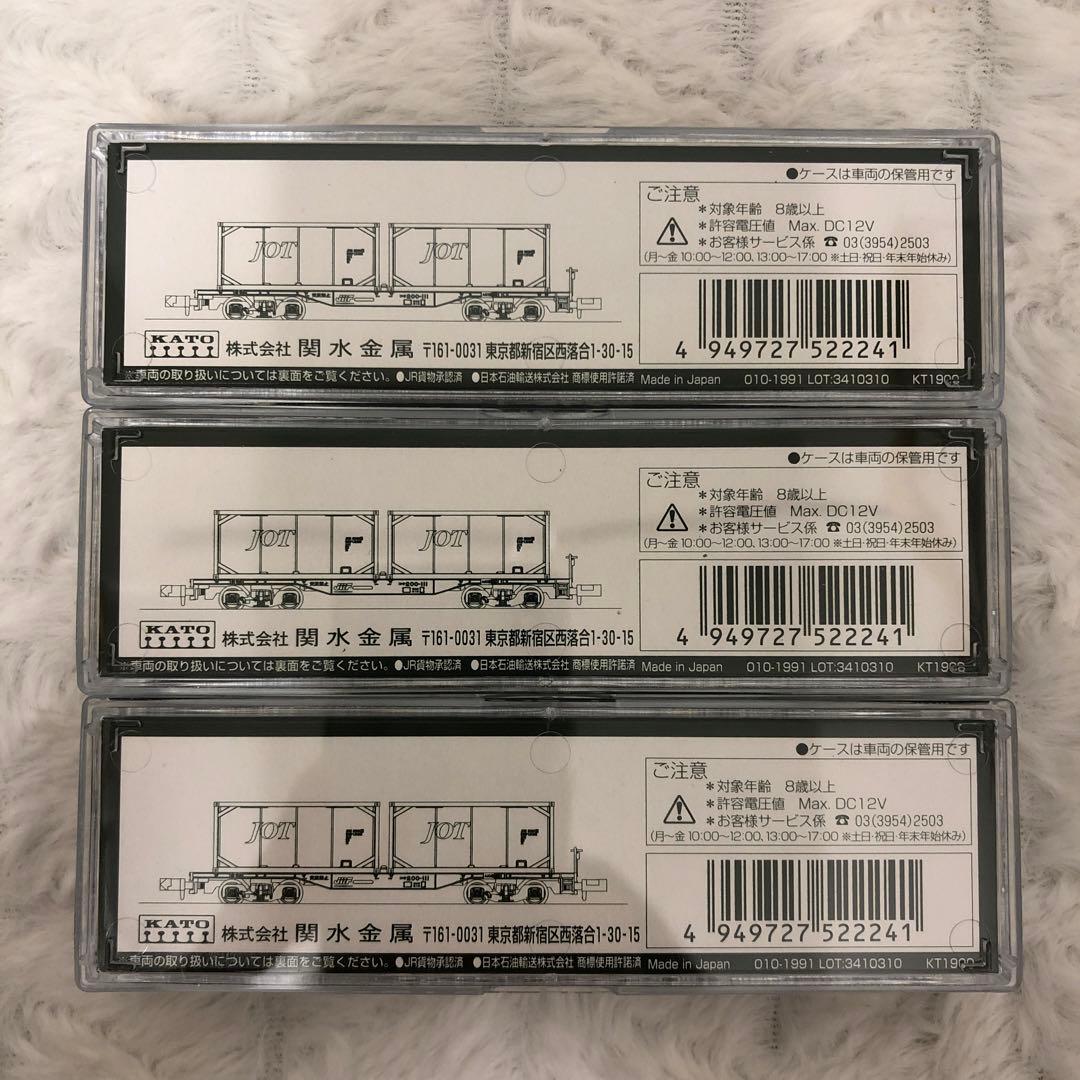 ●ケースは車両の保管用です
ご注意
＊対象年齢　8歳以上
＊許容電圧値　Max. DC12V
＊お客様サービス係 ☎ 03(3954)2503
(月～金 10:00～12:00、13:00～17:00 ※土日・祝日・年末年始休み)
JOT JOT
200-111
4 949727 522241
KATO 株式会社 関水金属 〒161-0031 東京都新宿区西落合1-30-15
※車両の取り扱いについては裏面をご覧ください。 ●JR貨物承認済 ●日本石油輸送株式会社 商標使用許諾済 Made in Japan 010-1991 LOT:3410310
●ケースは車両の保管用です
ご注意
＊対象年齢　8歳以上
＊許容電圧値　Max. DC12V
＊お客様サービス係 ☎ 03(3954)2503
(月～金 10:00～12:00、13:00～17:00 ※土日・祝日・年末年始休み)
JOT JOT
200-111
4 949727 522241
KATO 株式会社 関水金属 〒161-0031 東京都新宿区西落合1-30-15
※車両の取り扱いについては裏面をご覧ください。 ●JR貨物承認済 ●日本石油輸送株式会社 商標使用許諾済 Made in Japan 010-1991 LOT:3410310
●ケースは車両の保管用です
ご注意
＊対象年齢　8歳以上
＊許容電圧値　Max. DC12V
＊お客様サービス係 ☎ 03(3954)2503
(月～金 10:00～12:00、13:00～17:00 ※土日・祝日・年末年始休み)
JOT JOT
200-111
4 949727 522241
KATO 株式会社 関水金属 〒161-0031 東京都新宿区西落合1-30-15
※車両の取り扱いについては裏面をご覧ください。 ●JR貨物承認済 ●日本石油輸送株式会社 商標使用許諾済 Made in Japan 010-1991 LOT:3410310